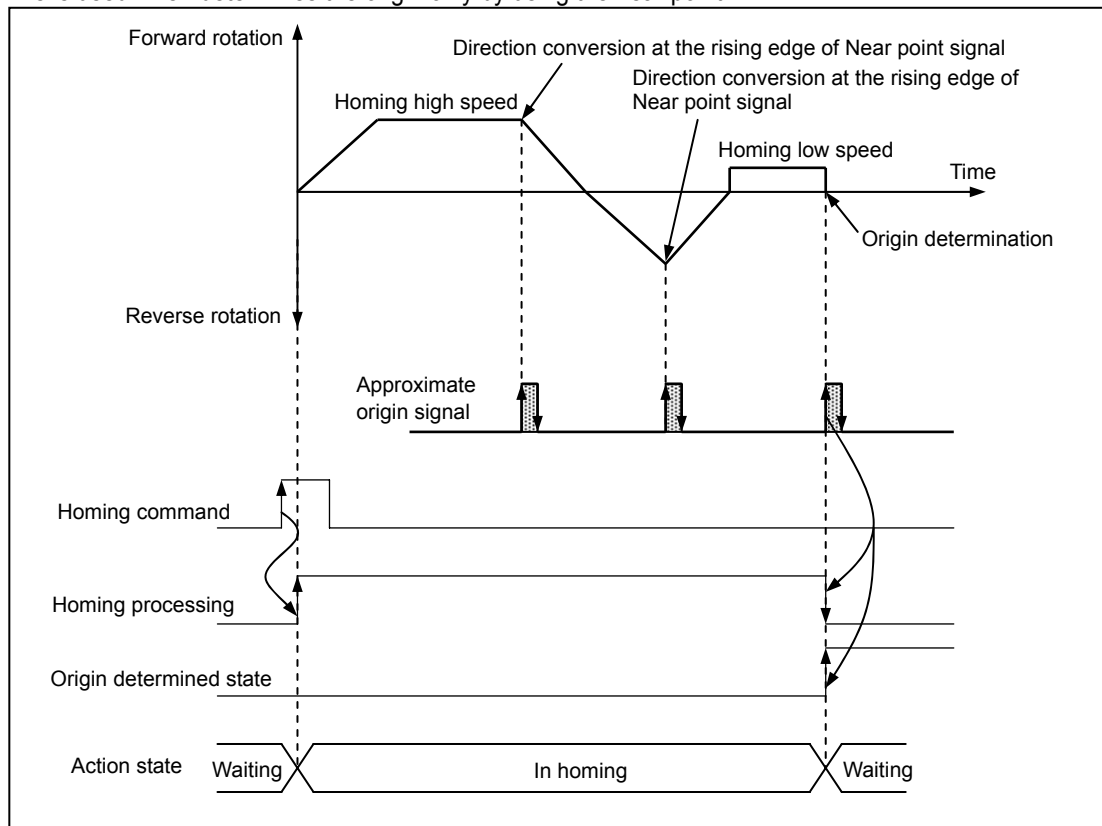 Forward rotation
Direction conversion at the rising edge of Near point signal
Direction conversion at the rising edge of
Near point signal
Homing high speed
Homing low speed
Time
Origin determination
Reverse rotation
Approximate
origin signal
Homing command
Homing processing
Origin determined state
Action state
Waiting
In homing
Waiting